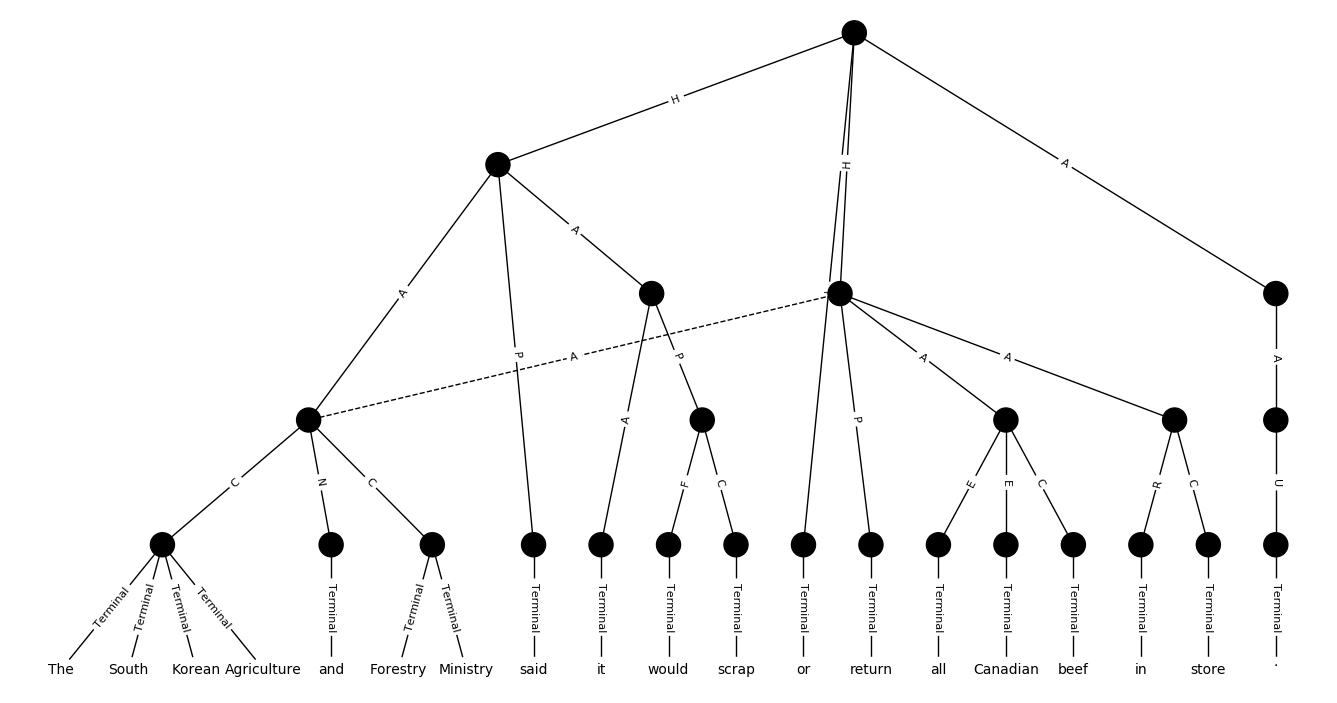 H
H
A
A
A
P
A
P
A
A
A
A
P
C
N
C
F
C
E
E
C
R
C
U
Terminal Terminal Terminal Terminal Terminal Terminal Terminal Terminal Terminal Terminal Terminal Terminal Terminal Terminal Terminal Terminal Terminal Terminal Terminal
The South Korean Agriculture and Forestry Ministry said it would scrap or return all Canadian beef in store .